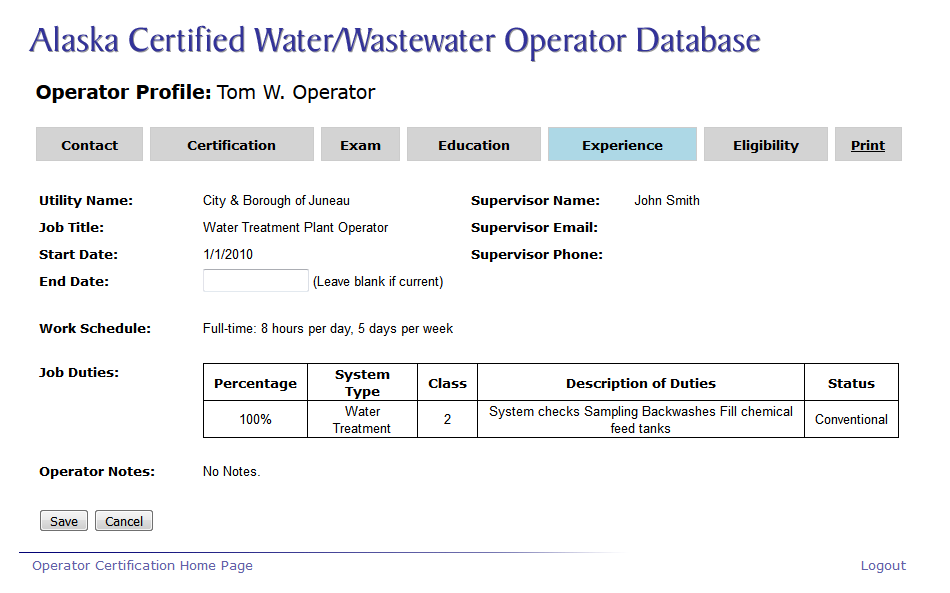 Alaska Certified Water/Wastewater Operator Database
Operator Profile: Tom W. Operator
Contact Certification Exam Education Experience Eligibility Print
Utility Name: City & Borough of Juneau Supervisor Name: John Smith
Job Title: Water Treatment Plant Operator Supervisor Email:
Start Date: 1/1/2010 Supervisor Phone:
End Date: (Leave blank if current)
Work Schedule: Full-time: 8 hours per day, 5 days per week
Job Duties:
Percentage System Type Class Description of Duties Status
100% Water Treatment 2 System checks Sampling Backwashes Fill chemical feed tanks Conventional
Operator Notes: No Notes.
Save Cancel
Operator Certification Home Page Logout